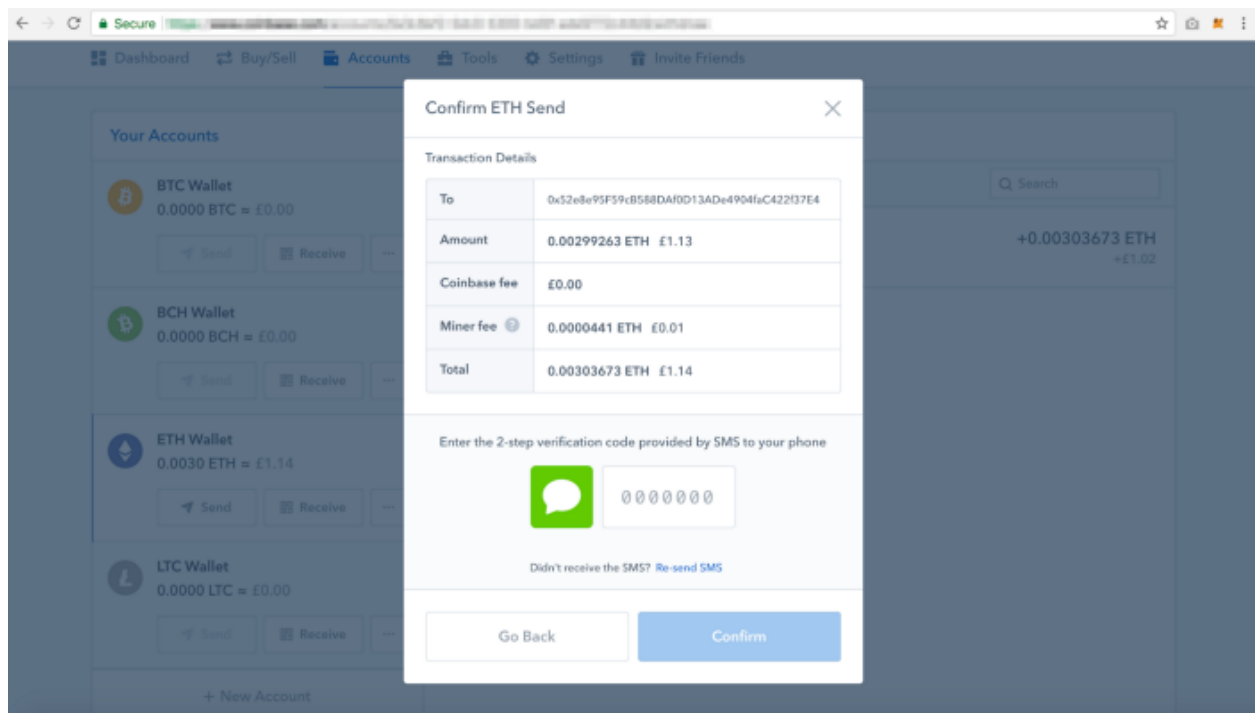 Secure
Dashboard Buy/Sell Accounts Tools Settings Invite Friends
Your Accounts
BTC Wallet
0.0000 BTC ≈ £0.00
Send Receive ...
BCH Wallet
0.0000 BCH ≈ £0.00
Send Receive ...
ETH Wallet
0.0030 ETH ≈ £1.14
Send Receive ...
LTC Wallet
0.0000 LTC ≈ £0.00
Send Receive ...
+ New Account
Search
+0.00303673 ETH
+£1.02
Confirm ETH Send
Transaction Details
To 0x52e8e95F59cB588DAf0D13ADe4904faC422f37E4
Amount 0.00299263 ETH £1.13
Coinbase fee £0.00
Miner fee ? 0.0000441 ETH £0.01
Total 0.00303673 ETH £1.14
Enter the 2-step verification code provided by SMS to your phone
0000000
Didn't receive the SMS? Re-send SMS
Go Back Confirm